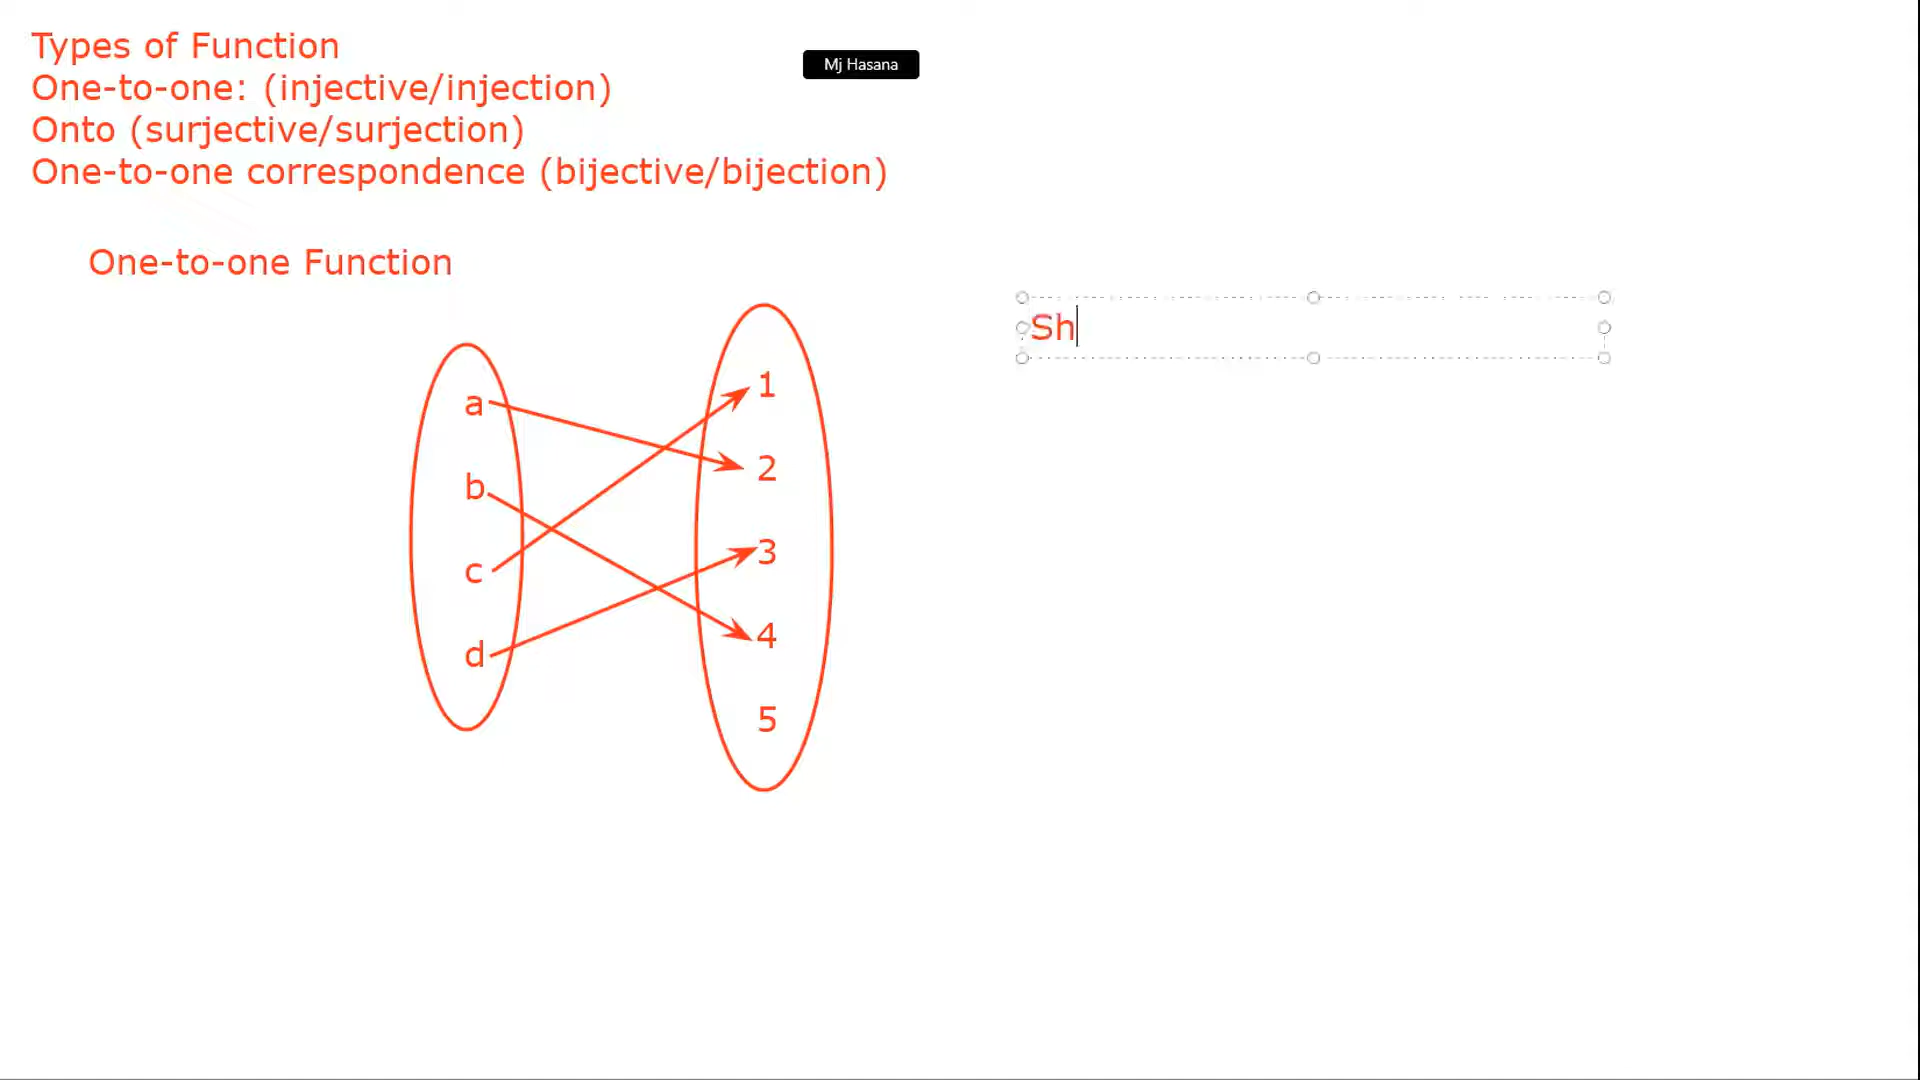 Types of Function
One-to-one: (injective/injection)
Onto (surjective/surjection)
One-to-one correspondence (bijective/bijection)
Mj Hasana
One-to-one Function
a
b
c
d
1
2
3
4
5
Sh